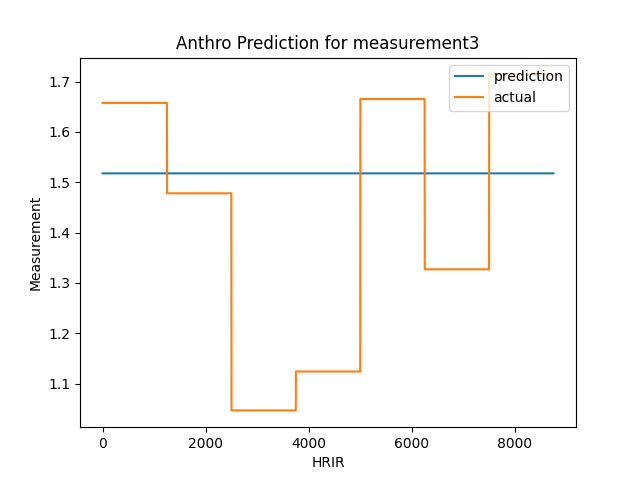 Anthro Prediction for measurement3
prediction
actual
1.7
1.6
1.5
1.4
1.3
1.2
1.1
Measurement
0
2000
4000
6000
8000
HRIR